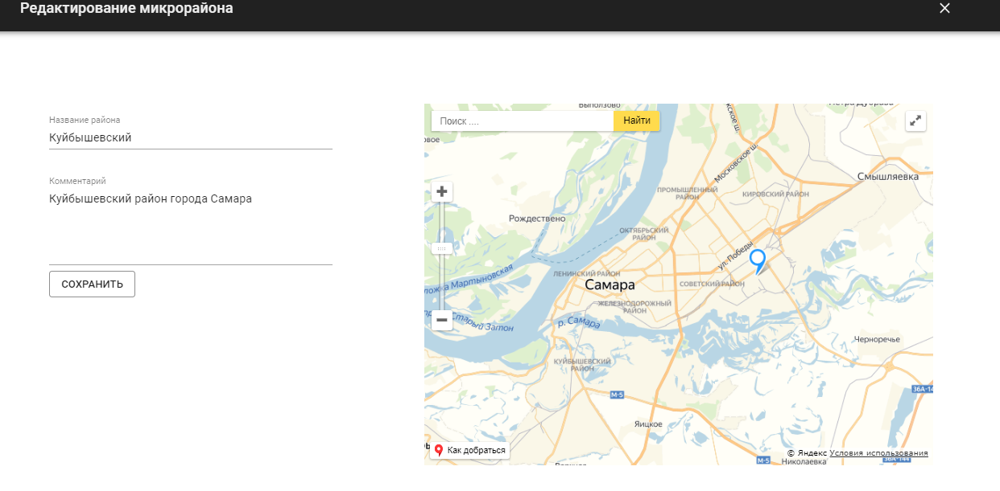 Редактирование микрорайона
Название района
Куйбышевский
Комментарий
Куйбышевский район города Самара
СОХРАНИТЬ
Поиск ....
Найти
Выползово
Московское ш.
Смышляевка
ПРОМЫШЛЕННЫЙ
РАЙОН
КИРОВСКИЙ РАЙОН
Рождествено
ОКТЯБРЬСКИЙ
РАЙОН
ул. Победы
ЛЕНИНСКИЙ РАЙОН
Самара
СОВЕТСКИЙ РАЙОН
ЖЕЛЕЗНОДОРОЖНЫЙ
РАЙОН
Мартыновская
Старый Затон
р. Самара
Черноречье
КУЙБЫШЕВСКИЙ
РАЙОН
М-5
36А-14
Яицкое
Как добраться
© Яндекс Условия использования
М-5
Николаевка